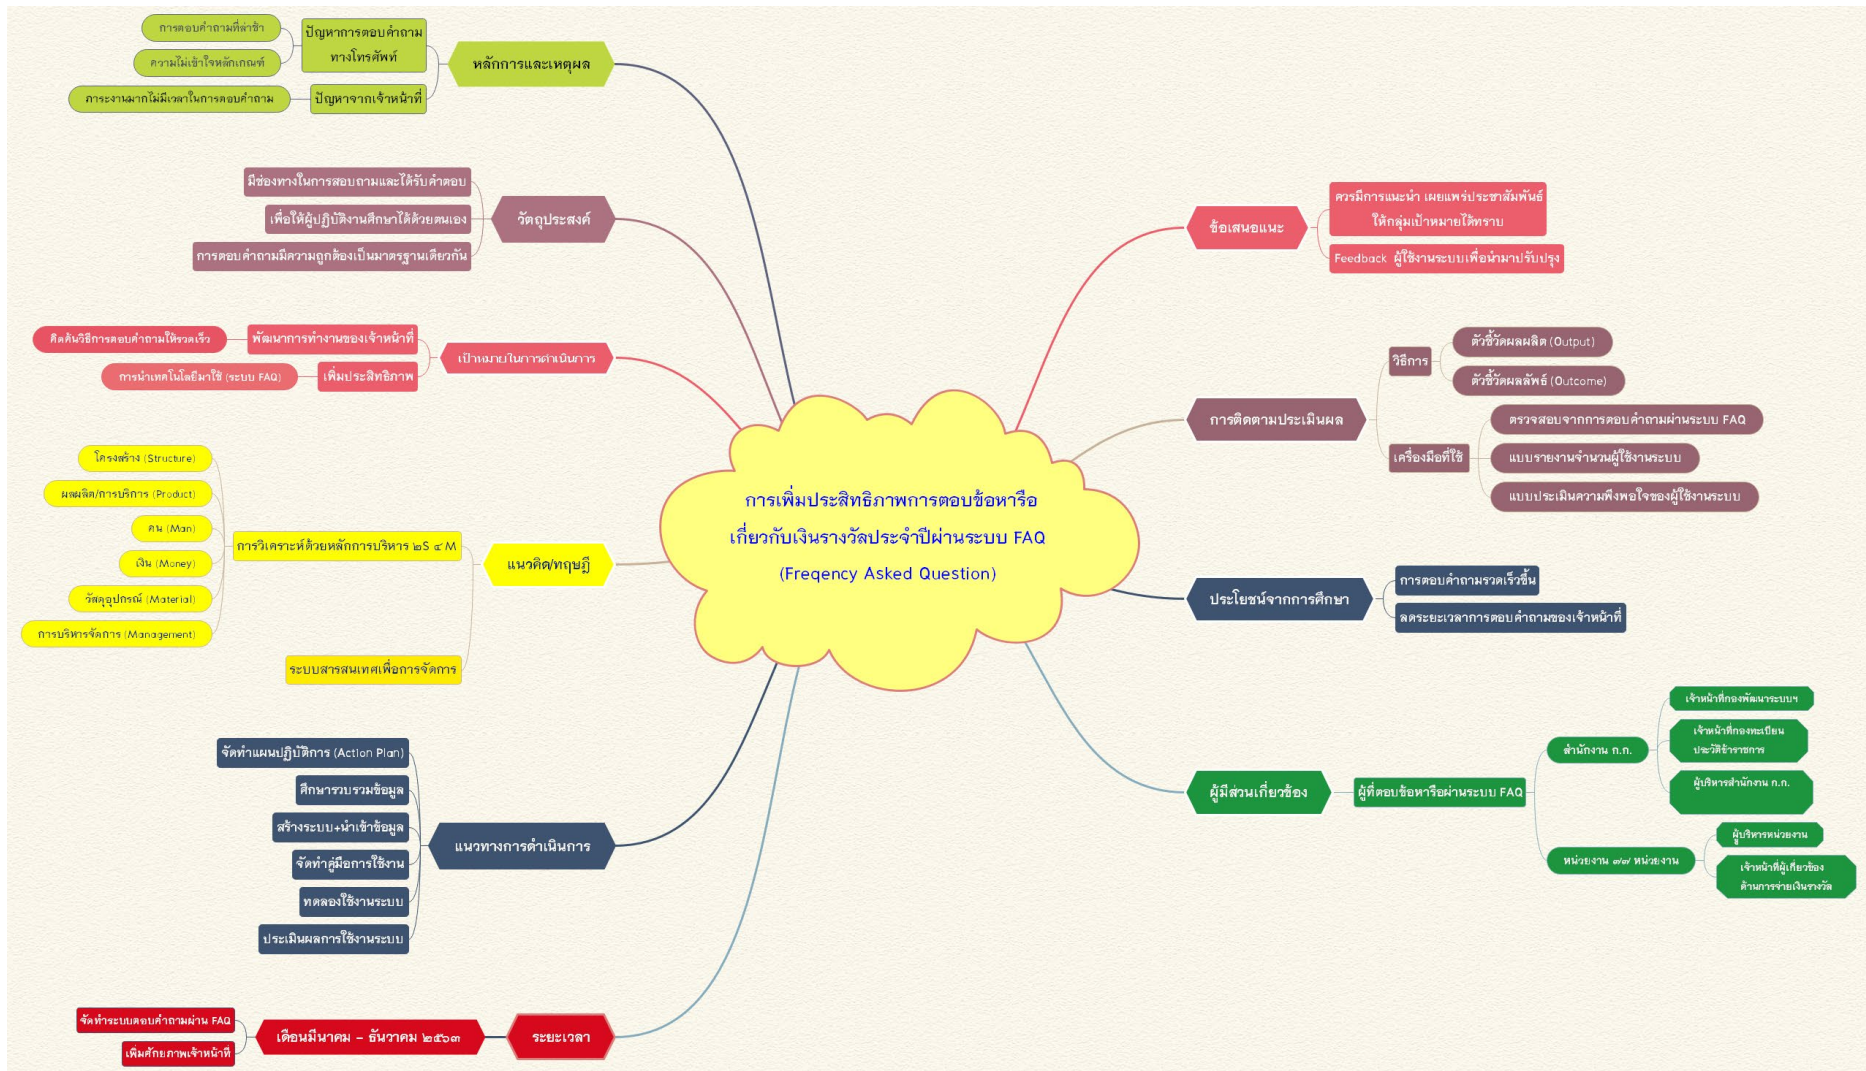 การเพิ่มประสิทธิภาพการตอบข้อหารือ
เกี่ยวกับเงินรางวัลประจำปีผ่านระบบ FAQ
(Freqency Asked Question)
หลักการและเหตุผล
ปัญหาการตอบคำถาม
ทางโทรศัพท์
การตอบคำถามที่ล่าช้า
ความไม่เข้าใจหลักเกณฑ์
ปัญหาจากเจ้าหน้าที่
ภาระงานมากไม่มีเวลาในการตอบคำถาม
วัตถุประสงค์
มีช่องทางในการสอบถามและได้รับคำตอบ
เพื่อให้ผู้ปฏิบัติงานศึกษาได้ด้วยตนเอง
การตอบคำถามมีความถูกต้องเป็นมาตรฐานเดียวกัน
เป้าหมายในการดำเนินการ
พัฒนาการทำงานของเจ้าหน้าที่
คิดค้นวิธีการตอบคำถามให้รวดเร็ว
เพิ่มประสิทธิภาพ
การนำเทคโนโลยีมาใช้ (ระบบ FAQ)
แนวคิด/ทฤษฎี
การวิเคราะห์ด้วยหลักการบริหาร ๒S ๔ M
โครงสร้าง (Structure)
ผลผลิต/การบริการ (Product)
คน (Man)
เงิน (Money)
วัสดุอุปกรณ์ (Material)
การบริหารจัดการ (Management)
ระบบสารสนเทศเพื่อการจัดการ
แนวทางการดำเนินการ
จัดทำแผนปฏิบัติการ (Action Plan)
ศึกษารวบรวมข้อมูล
สร้างระบบ+นำเข้าข้อมูล
จัดทำคู่มือการใช้งาน
ทดลองใช้งานระบบ
ประเมินผลการใช้งานระบบ
ระยะเวลา
เดือนมีนาคม - ธันวาคม ๒๕๖๓
จัดทำระบบตอบคำถามผ่าน FAQ
เพิ่มศักยภาพเจ้าหน้าที่
ข้อเสนอแนะ
ควรมีการแนะนำ เผยแพร่ประชาสัมพันธ์
ให้กลุ่มเป้าหมายได้ทราบ
Feedback ผู้ใช้งานระบบเพื่อนำมาปรับปรุง
การติดตามประเมินผล
วิธีการ
ตัวชี้วัดผลผลิต (Output)
ตัวชี้วัดผลลัพธ์ (Outcome)
เครื่องมือที่ใช้
ตรวจสอบจากการตอบคำถามผ่านระบบ FAQ
แบบรายงานจำนวนผู้ใช้งานระบบ
แบบประเมินความพึงพอใจของผู้ใช้งานระบบ
ประโยชน์จากการศึกษา
การตอบคำถามรวดเร็วขึ้น
ลดระยะเวลาการตอบคำถามของเจ้าหน้าที่
ผู้มีส่วนเกี่ยวข้อง
ผู้ที่ตอบข้อหารือผ่านระบบ FAQ
สำนักงาน ก.ก.
เจ้าหน้าที่กองพัฒนาระบบฯ
เจ้าหน้าที่กองทะเบียน
ประวัติข้าราชการ
ผู้บริหารสำนักงาน ก.ก.
หน่วยงาน ๗๗ หน่วยงาน
ผู้บริหารหน่วยงาน
เจ้าหน้าที่ผู้เกี่ยวข้อง
ด้านการจ่ายเงินรางวัล